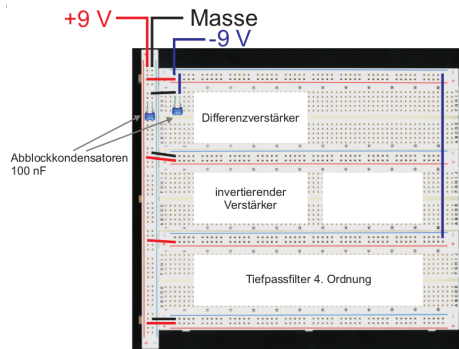 +9 V
Masse
-9 V
Differenzverstärker
Abblockkondensatoren
100 nF
invertierender
Verstärker
Tiefpassfilter 4. Ordnung